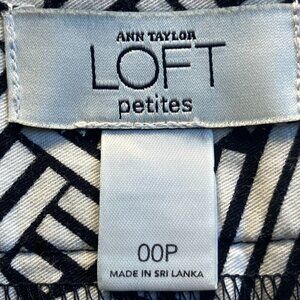 ANN TAYLOR
LOFT
petites
00P
MADE IN SRI LANKA